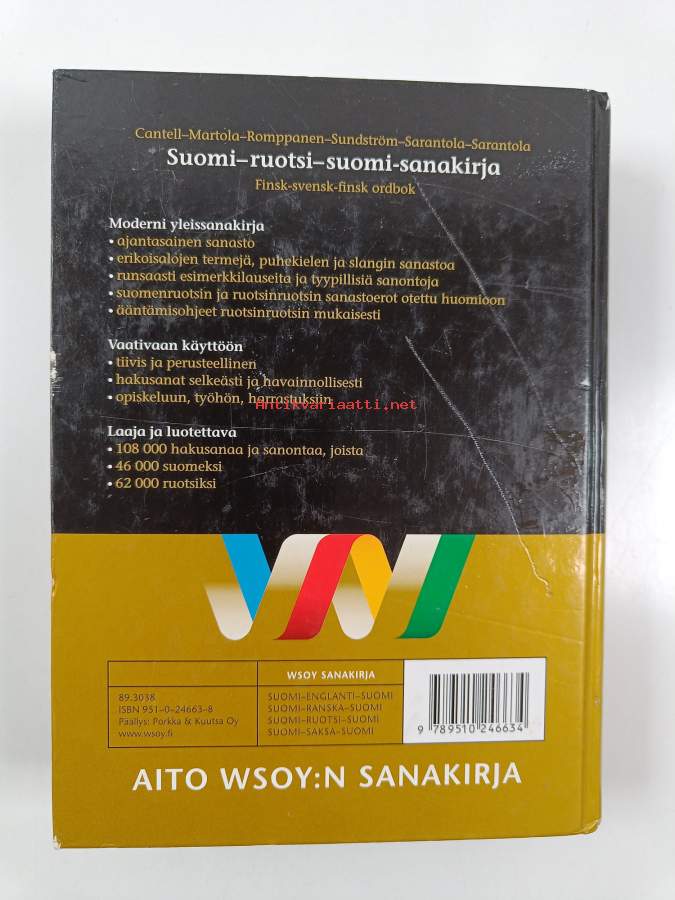 Cantell–Martola–Romppanen–Sundström–Sarantola–Sarantola
Suomi–ruotsi–suomi-sanakirja
Finsk-svensk-finsk ordbok
Moderni yleissanakirja
• ajantasainen sanasto
• erikoisalojen termejä, puhekielen ja slangin sanastoa
• runsaasti esimerkkilauseita ja tyypillisiä sanontoja
• suomenruotsin ja ruotsinruotsin sanastoerot otettu huomioon
• ääntämisohjeet ruotsinruotsin mukaisesti
Vaativaan käyttöön
• tiivis ja perusteellinen
• hakusanat selkeästi ja havainnollisesti
• opiskeluun, työhön, harrastuksiin
Antikvariaatti.net
Laaja ja luotettava
• 108 000 hakusanaa ja sanontaa, joista
• 46 000 suomeksi
• 62 000 ruotsiksi
WSOY SANAKIRJA
89.3038
ISBN 951–0–24663–8
Päällys: Porkka & Kuutsa Oy
www.wsoy.fi
SUOMI–ENGLANTI–SUOMI
SUOMI–RANSKA–SUOMI
SUOMI–RUOTSI–SUOMI
SUOMI–SAKSA–SUOMI
9 789510 246634
AITO WSOY:N SANAKIRJA